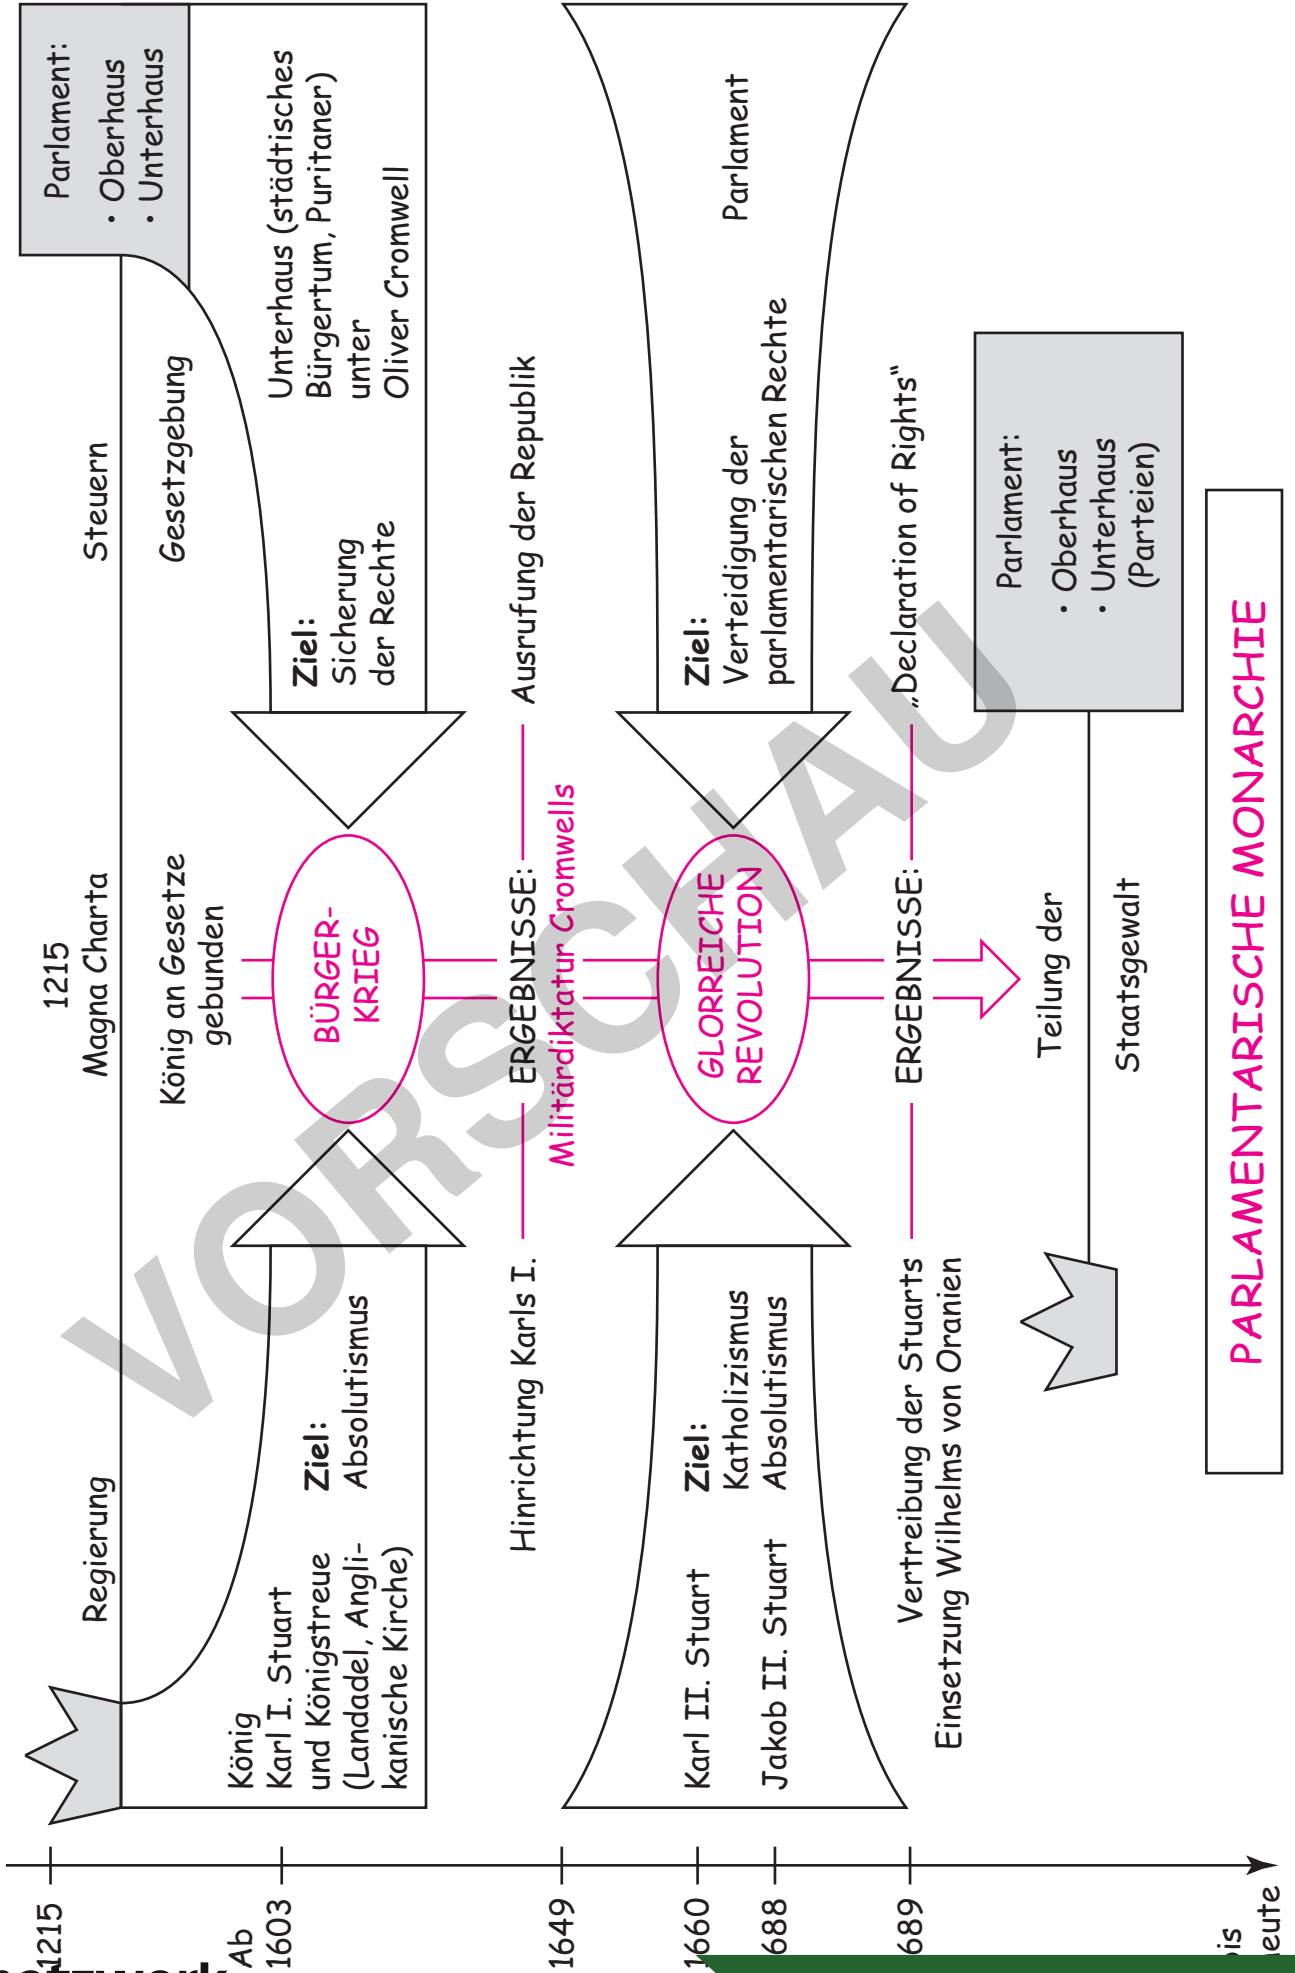 1215
Magna Charta
Regierung
Steuern
König an Gesetze
gebunden
Gesetzgebung
Parlament:
· Oberhaus
· Unterhaus
König
Karl I. Stuart
und Königstreue
(Landadel, Angli-
kanische Kirche)
Ziel:
Absolutismus
BÜRGER-
KRIEG
Ziel:
Sicherung
der Rechte
Unterhaus (städtisches
Bürgertum, Puritaner)
unter
Oliver Cromwell
Hinrichtung Karls I.
ERGEBNISSE:
Ausrufung der Republik
Militärdiktatur Cromwells
Karl II. Stuart
Jakob II. Stuart
Ziel:
Katholizismus
Absolutismus
GLORREICHE
REVOLUTION
Ziel:
Verteidigung der
parlamentarischen Rechte
Parlament
Vertreibung der Stuarts
Einsetzung Wilhelms von Oranien
ERGEBNISSE:
„Declaration of Rights“
Teilung der
Staatsgewalt
Parlament:
· Oberhaus
· Unterhaus
(Parteien)
PARLAMENTARISCHE MONARCHIE
1215
Ab
1603
1649
1660
1688
1689
VORSCHAU